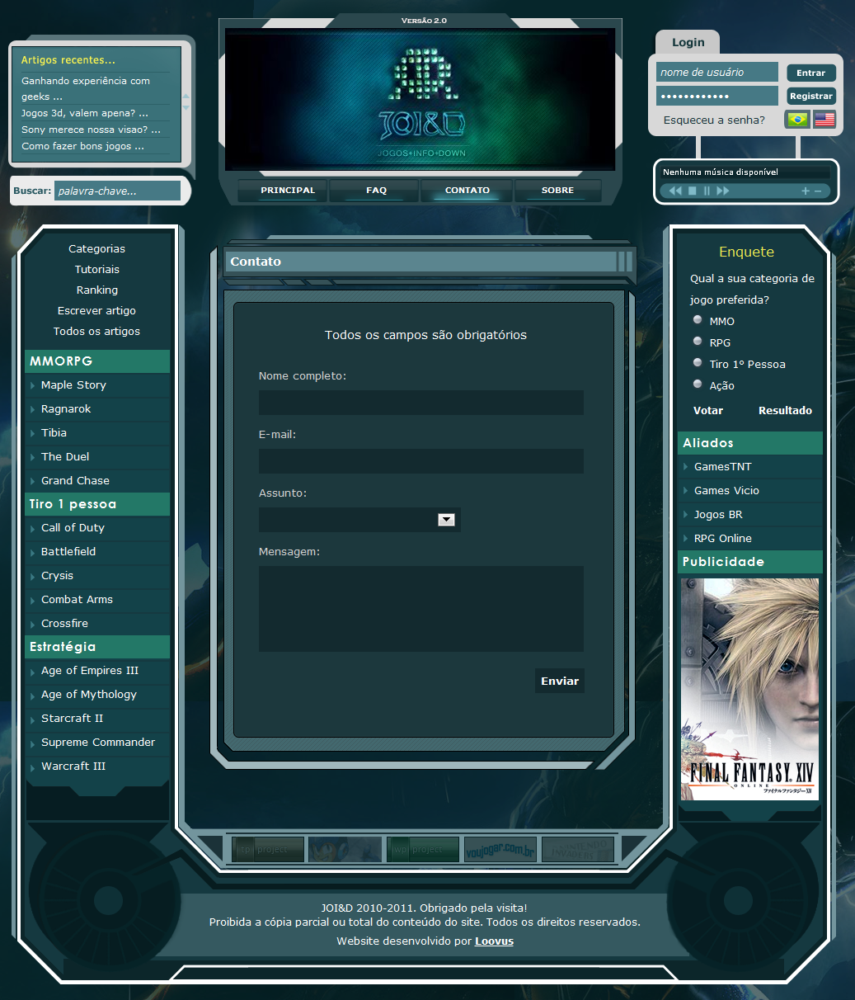 Versão 2.0
Artigos recentes...
Ganhando experiência com
geeks ...
Jogos 3d, valem apena? ...
Sony merece nossa visao? ...
Como fazer bons jogos ...
Buscar: palavra-chave...
JOI&D
JOGOS+INFO+DOWN
PRINCIPAL FAQ CONTATO SOBRE
Login
nome de usuário Entrar
•••••••••••• Registrar
Esqueceu a senha?
Nenhuma música disponível
Categorias
Tutoriais
Ranking
Escrever artigo
Todos os artigos
MMORPG
Maple Story
Ragnarok
Tibia
The Duel
Grand Chase
Tiro 1 pessoa
Call of Duty
Battlefield
Crysis
Combat Arms
Crossfire
Estratégia
Age of Empires III
Age of Mythology
Starcraft II
Supreme Commander
Warcraft III
Contato
Todos os campos são obrigatórios
Nome completo:
E-mail:
Assunto:
Mensagem:
Enviar
Enquete
Qual a sua categoria de
jogo preferida?
MMO
RPG
Tiro 1º Pessoa
Ação
Votar Resultado
Aliados
GamesTNT
Games Vicio
Jogos BR
RPG Online
Publicidade
FINAL FANTASY XIV
ONLINE
ファイナルファンタジーXIV
project
project
voujogar.com.br
JOI&D 2010-2011. Obrigado pela visita!
Proibida a cópia parcial ou total do conteúdo do site. Todos os direitos reservados.
Website desenvolvido por Loovus